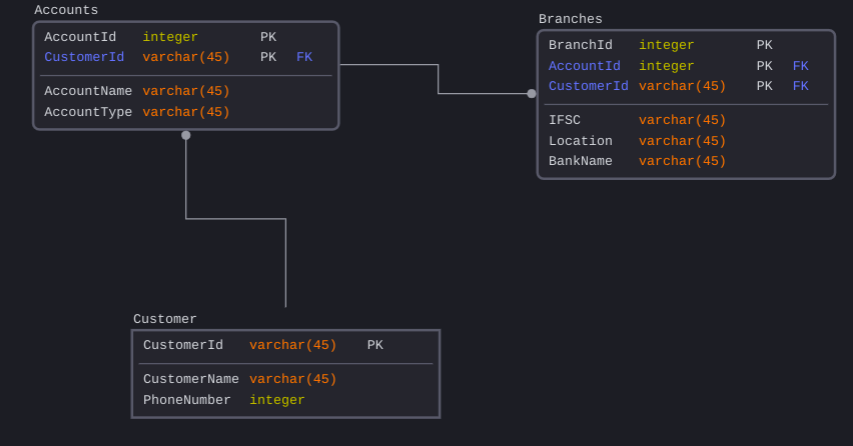 Accounts
AccountId integer PK
CustomerId varchar(45) PK FK
AccountName varchar(45)
AccountType varchar(45)
Branches
BranchId integer PK
AccountId integer PK FK
CustomerId varchar(45) PK FK
IFSC varchar(45)
Location varchar(45)
BankName varchar(45)
Customer
CustomerId varchar(45) PK
CustomerName varchar(45)
PhoneNumber integer